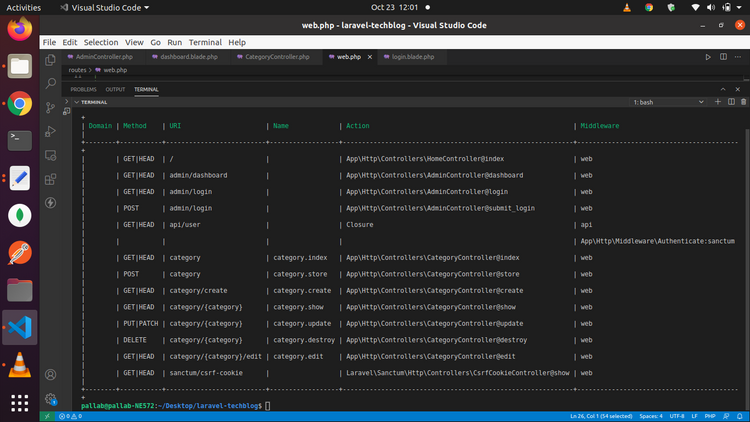 Activities
Visual Studio Code
Oct 23 12:01
web.php - laravel-techblog - Visual Studio Code
File Edit Selection View Go Run Terminal Help
AdminController.php dashboard.blade.php CategoryController.php web.php login.blade.php
routes > web.php
PROBLEMS OUTPUT TERMINAL
TERMINAL
1: bash
| Domain | Method | URI | Name | Action | Middleware
| | GET|HEAD | / | | App\Http\Controllers\HomeController@index | web
| | GET|HEAD | admin/dashboard | | App\Http\Controllers\AdminController@dashboard | web
| | GET|HEAD | admin/login | | App\Http\Controllers\AdminController@login | web
| | POST | admin/login | | App\Http\Controllers\AdminController@submit_login | web
| | GET|HEAD | api/user | | Closure | api
| | | | | | App\Http\Middleware\Authenticate:sanctum
| | GET|HEAD | category | category.index | App\Http\Controllers\CategoryController@index | web
| | POST | category | category.store | App\Http\Controllers\CategoryController@store | web
| | GET|HEAD | category/create | category.create | App\Http\Controllers\CategoryController@create | web
| | GET|HEAD | category/{category} | category.show | App\Http\Controllers\CategoryController@show | web
| | PUT|PATCH | category/{category} | category.update | App\Http\Controllers\CategoryController@update | web
| | DELETE | category/{category} | category.destroy | App\Http\Controllers\CategoryController@destroy | web
| | GET|HEAD | category/{category}/edit | category.edit | App\Http\Controllers\CategoryController@edit | web
| | GET|HEAD | sanctum/csrf-cookie | | Laravel\Sanctum\Http\Controllers\CsrfCookieController@show | web
pallab@pallab-NE572:~/Desktop/laravel-techblog$
0 0 Ln 26, Col 1 (54 selected) Spaces: 4 UTF-8 LF PHP